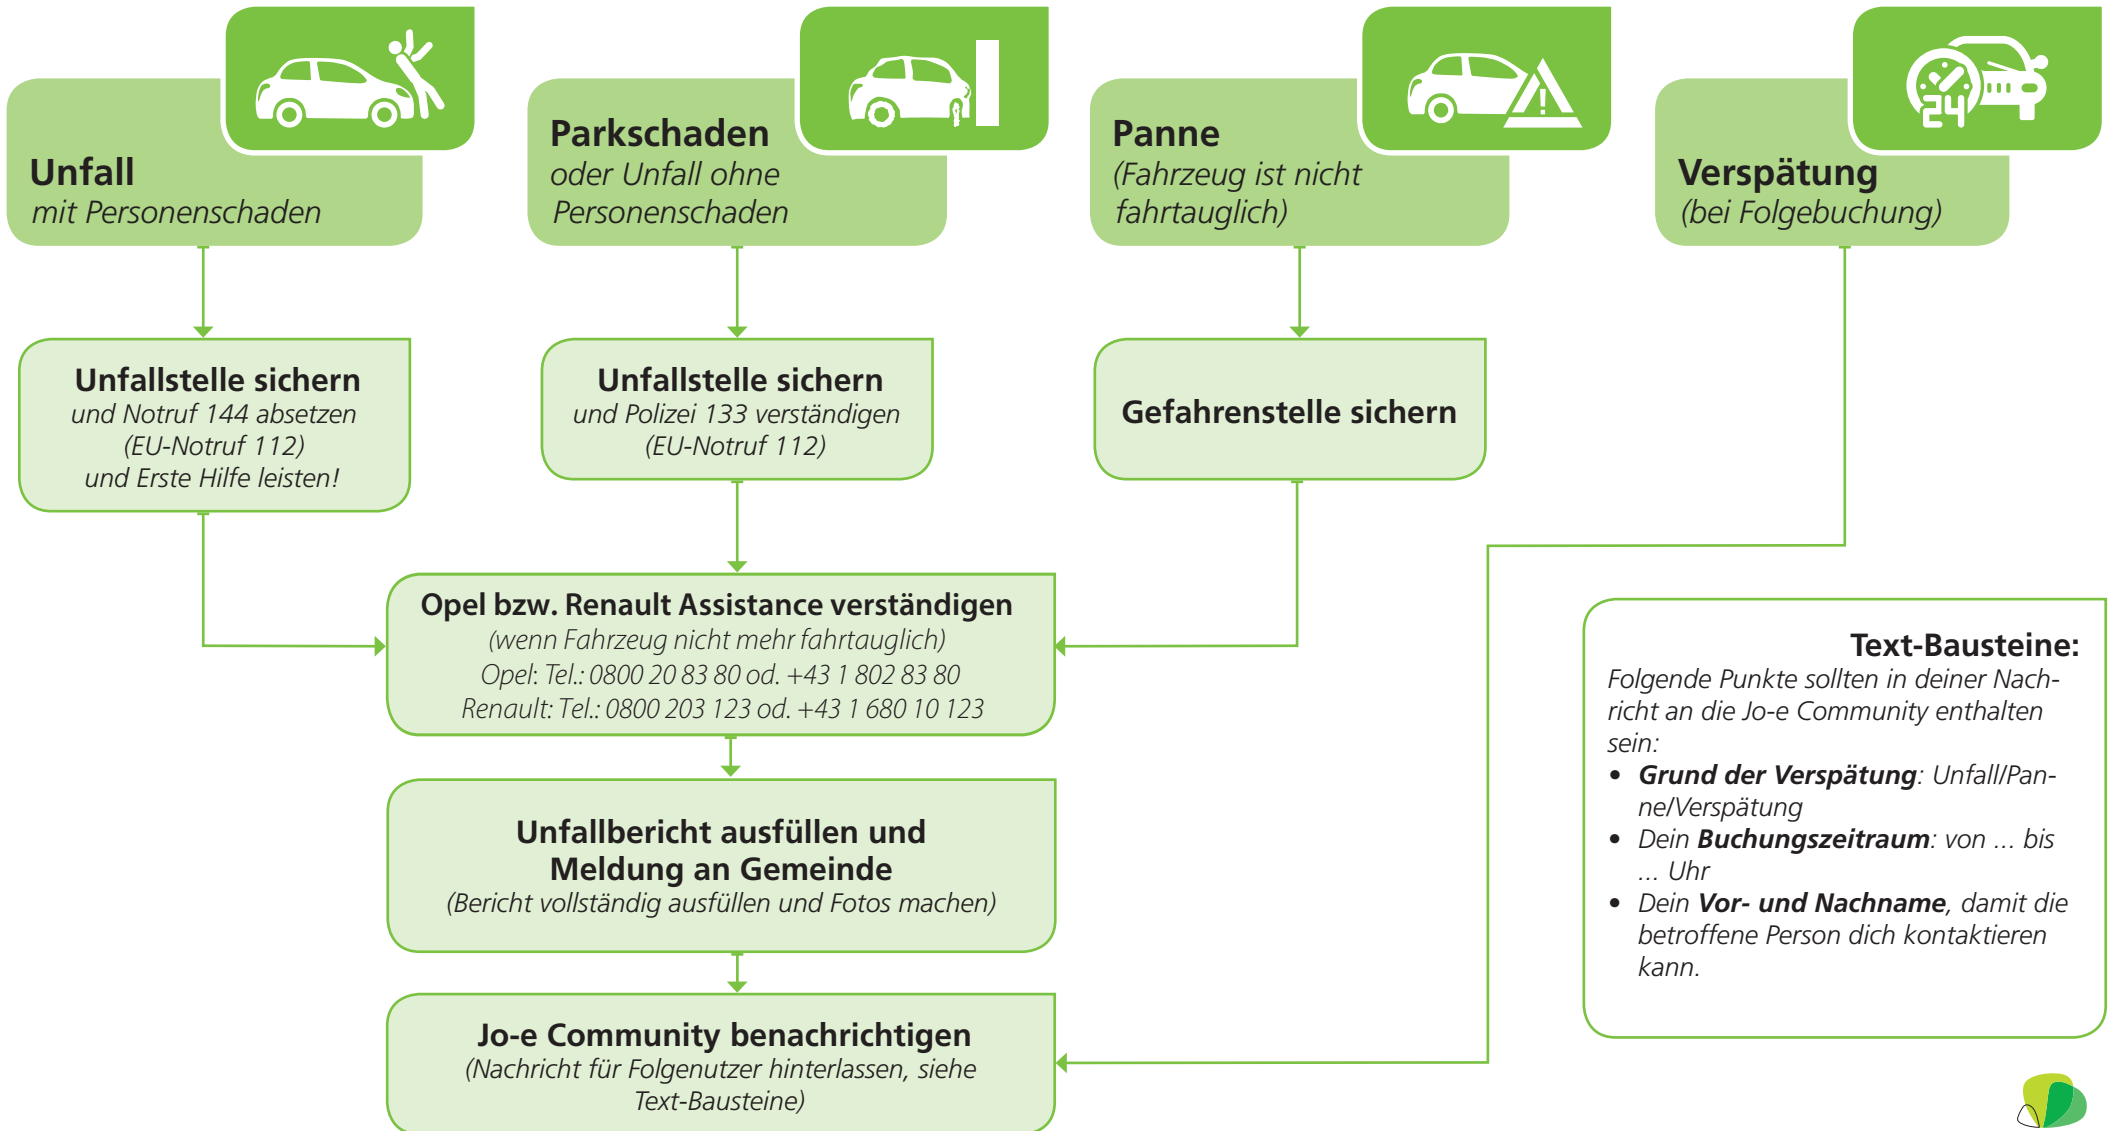 Unfall
mit Personenschaden
Parkschaden
oder Unfall ohne
Personenschaden
Panne
(Fahrzeug ist nicht
fahrtauglich)
24
Verspätung
(bei Folgebuchung)
Unfallstelle sichern
und Notruf 144 absetzen
(EU-Notruf 112)
und Erste Hilfe leisten!
Unfallstelle sichern
und Polizei 133 verständigen
(EU-Notruf 112)
Gefahrenstelle sichern
Opel bzw. Renault Assistance verständigen
(wenn Fahrzeug nicht mehr fahrtauglich)
Opel: Tel.: 0800 20 83 80 od. +43 1 802 83 80
Renault: Tel.: 0800 203 123 od. +43 1 680 10 123
Unfallbericht ausfüllen und
Meldung an Gemeinde
(Bericht vollständig ausfüllen und Fotos machen)
Jo-e Community benachrichtigen
(Nachricht für Folgenutzer hinterlassen, siehe
Text-Bausteine)
Text-Bausteine:
Folgende Punkte sollten in deiner Nach-
richt an die Jo-e Community enthalten
sein:
• Grund der Verspätung: Unfall/Pan-
ne/Verspätung
• Dein Buchungszeitraum: von ... bis
... Uhr
• Dein Vor- und Nachname, damit die
betroffene Person dich kontaktieren
kann.